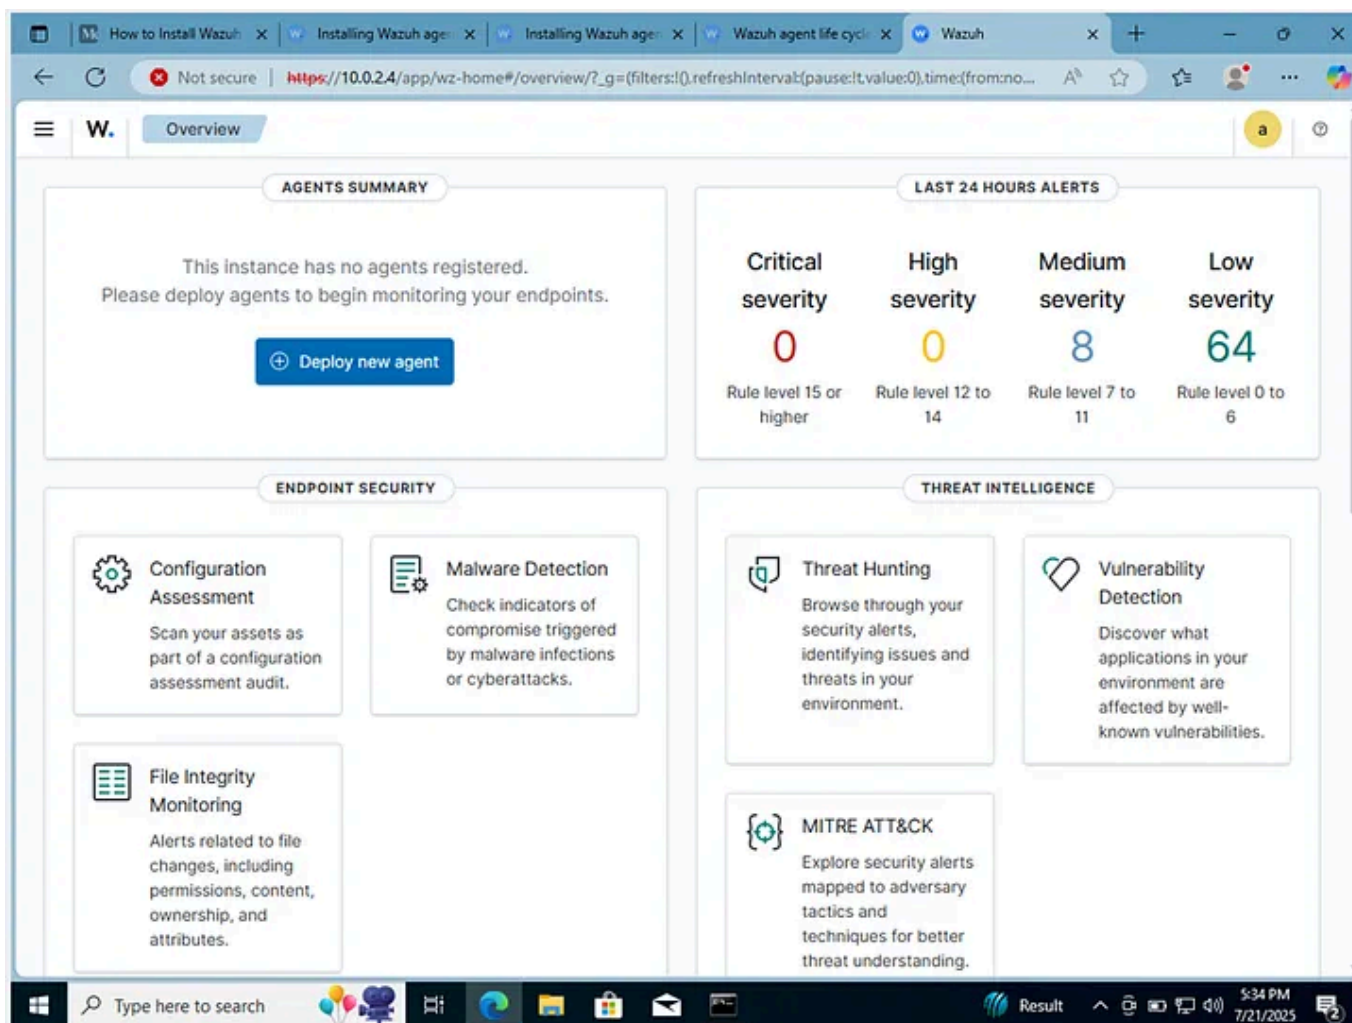 How to Install Wazuh
Installing Wazuh age
Installing Wazuh agen
Wazuh agent life cycl
Wazuh
Not secure
https://10.0.2.4/app/wz-home#/overview/?_g=(filters:!(),refreshInterval:(pause:!t,value:0),time:(from:no...
W.
Overview
a
AGENTS SUMMARY
This instance has no agents registered.
Please deploy agents to begin monitoring your endpoints.
Deploy new agent
LAST 24 HOURS ALERTS
Critical
severity
0
Rule level 15 or
higher
High
severity
0
Rule level 12 to
14
Medium
severity
8
Rule level 7 to
11
Low
severity
64
Rule level 0 to
6
ENDPOINT SECURITY
Configuration
Assessment
Scan your assets as
part of a configuration
assessment audit.
Malware Detection
Check indicators of
compromise triggered
by malware infections
or cyberattacks.
File Integrity
Monitoring
Alerts related to file
changes, including
permissions, content,
ownership, and
attributes.
THREAT INTELLIGENCE
Threat Hunting
Browse through your
security alerts,
identifying issues and
threats in your
environment.
Vulnerability
Detection
Discover what
applications in your
environment are
affected by well-
known vulnerabilities.
MITRE ATT&CK
Explore security alerts
mapped to adversary
tactics and
techniques for better
threat understanding.
Type here to search
Result
5:34 PM
7/21/2025
2